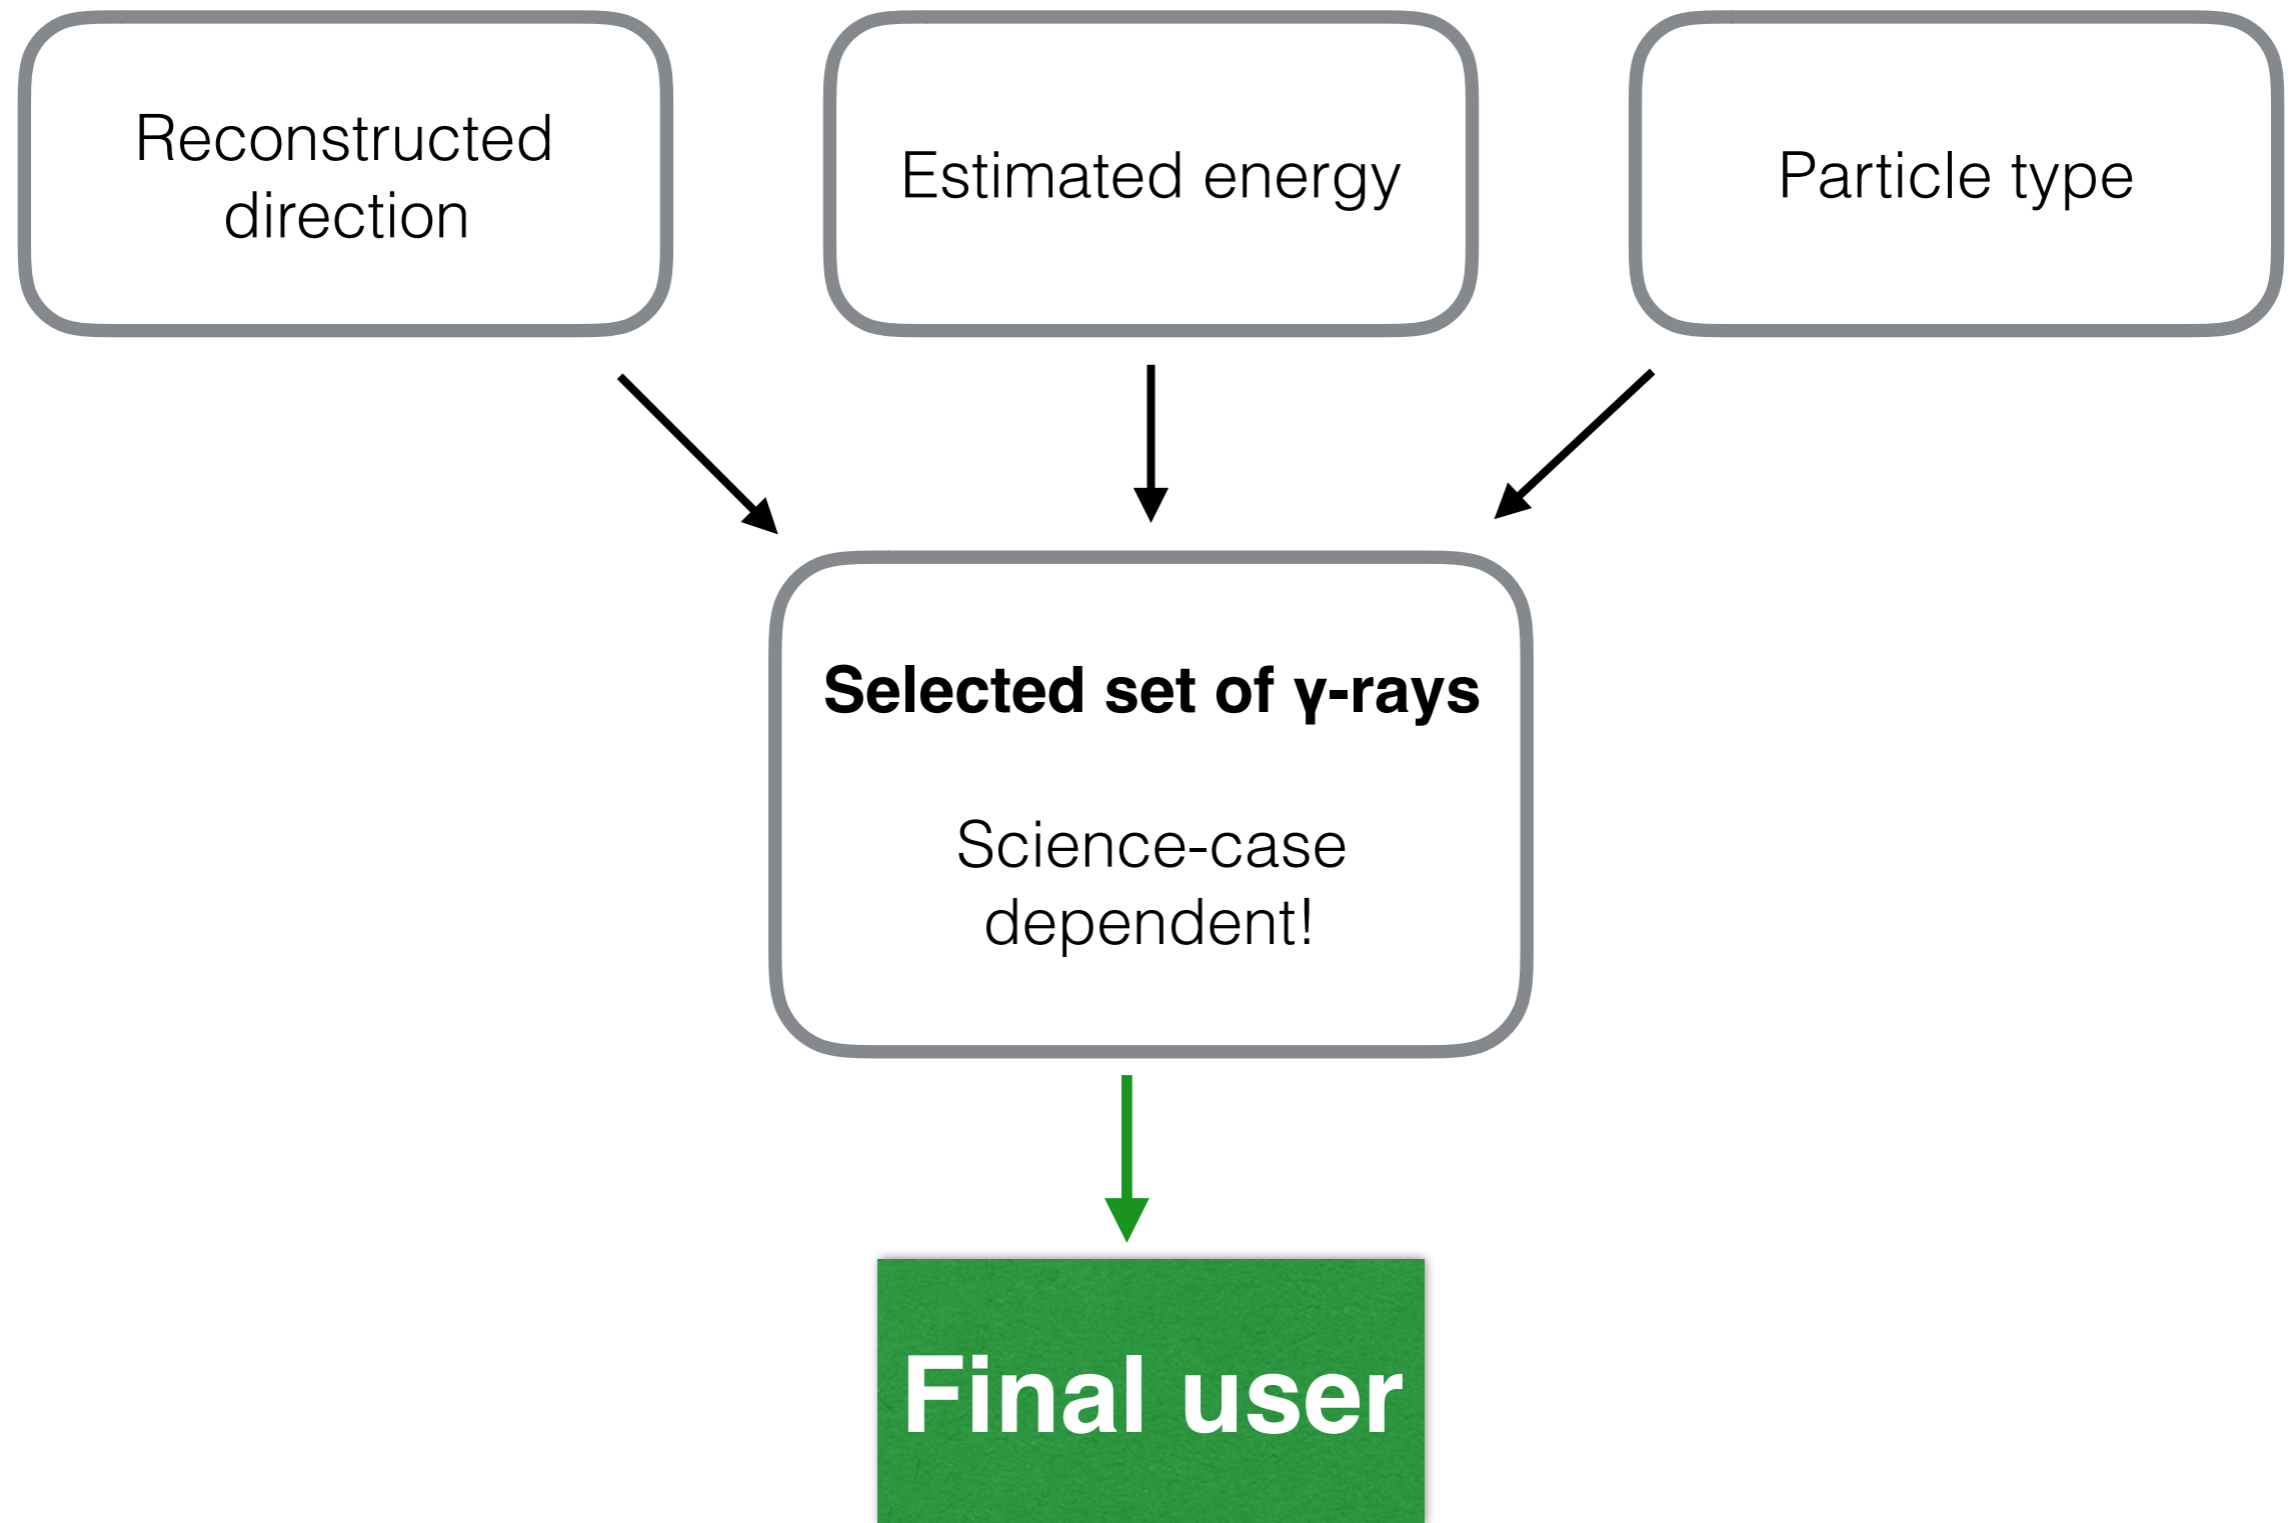 Reconstructed
direction
Estimated energy
Particle type
Selected set of γ-rays
Science-case
dependent!
Final user